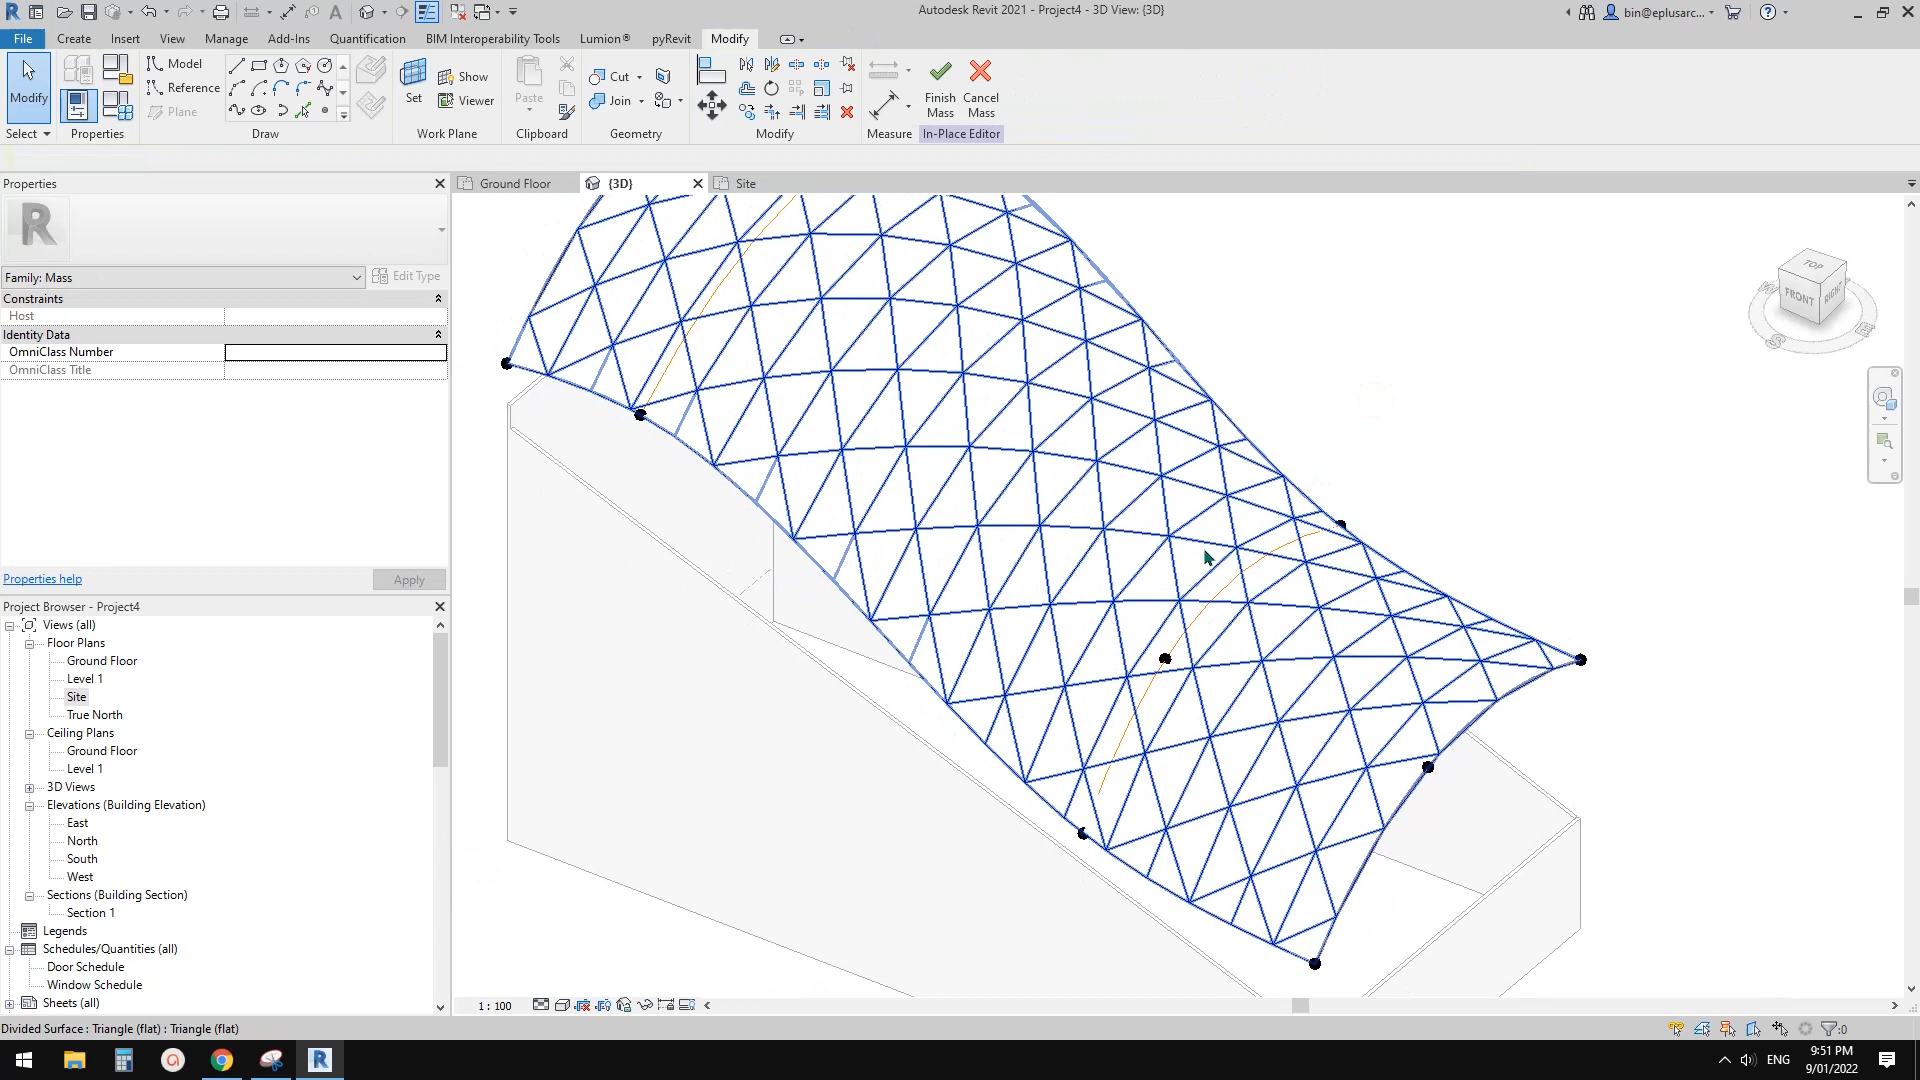 Autodesk Revit 2021 - Project4 - 3D View: {3D}
bin@eplusarc...
File Create Insert View Manage Add-Ins Quantification BIM Interoperability Tools Lumion® pyRevit Modify
Model Show Cut
Modify Reference Set Viewer Paste Join Finish Cancel
Plane Mass Mass
Select Properties Draw Work Plane Clipboard Geometry Modify Measure In-Place Editor
Properties
Ground Floor {3D} Site
R
Family: Mass Edit Type
Constraints
Host
Identity Data
OmniClass Number
OmniClass Title
TOP
FRONT RIGHT
W
S E
Properties help Apply
Project Browser - Project4
Views (all)
Floor Plans
Ground Floor
Level 1
Site
True North
Ceiling Plans
Ground Floor
Level 1
3D Views
Elevations (Building Elevation)
East
North
South
West
Sections (Building Section)
Section 1
Legends
Schedules/Quantities (all)
Door Schedule
Window Schedule
Sheets (all)
1 : 100
Divided Surface : Triangle (flat) : Triangle (flat)
:0
ENG
9:51 PM
9/01/2022